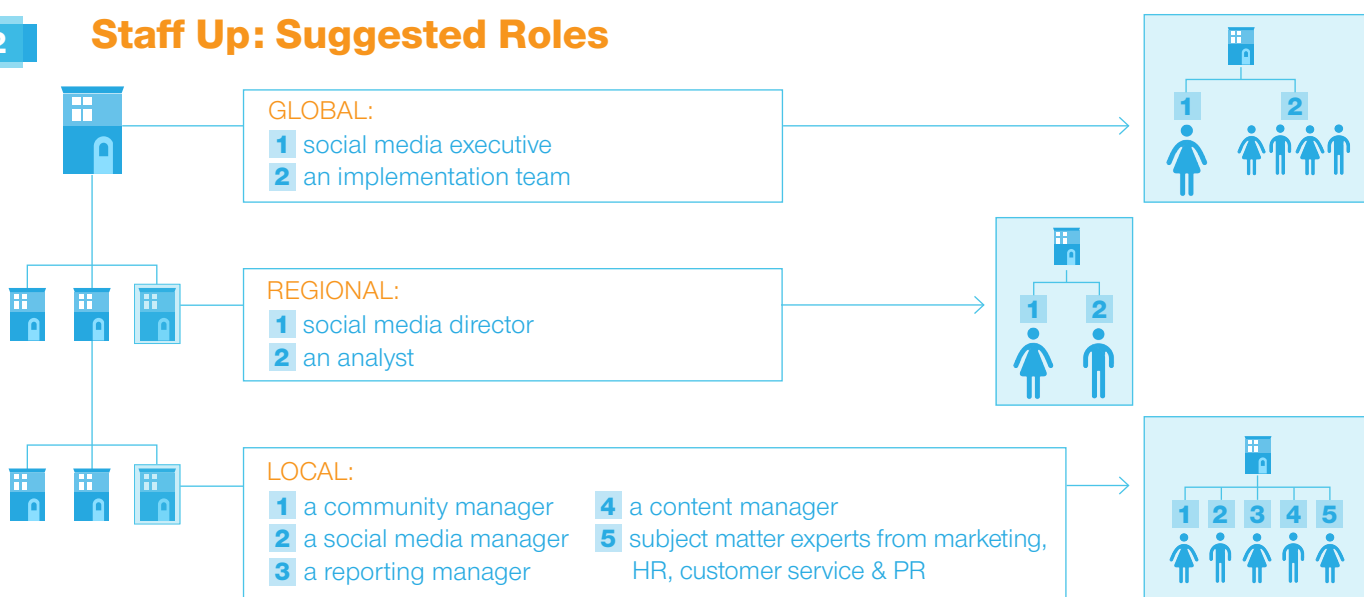 2
Staff Up: Suggested Roles
GLOBAL:
1 social media executive
2 an implementation team
1 2
REGIONAL:
1 social media director
2 an analyst
1 2
LOCAL:
1 a community manager
2 a social media manager
3 a reporting manager
4 a content manager
5 subject matter experts from marketing,
HR, customer service & PR
1 2 3 4 5